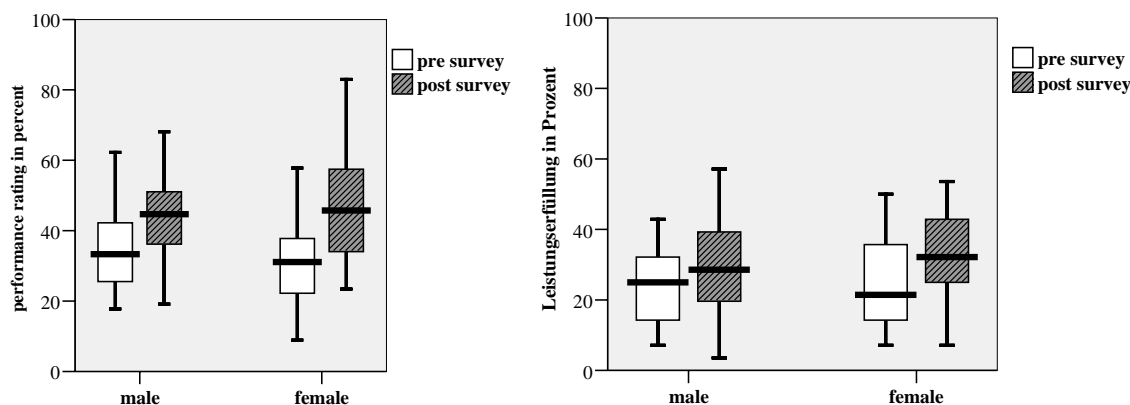 performance rating in percent
100
80
60
40
20
0
male
female
pre survey
post survey
Leistungserfüllung in Prozent
100
80
60
40
20
0
male
female
pre survey
post survey